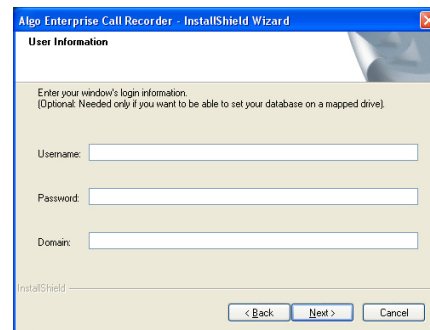 Algo Enterprise Call Recorder - InstallShield Wizard
User Information
Enter your window's login information.
(Optional: Needed only if you want to be able to set your database on a mapped drive).
Username:
Password:
Domain:
InstallShield
< Back Next > Cancel